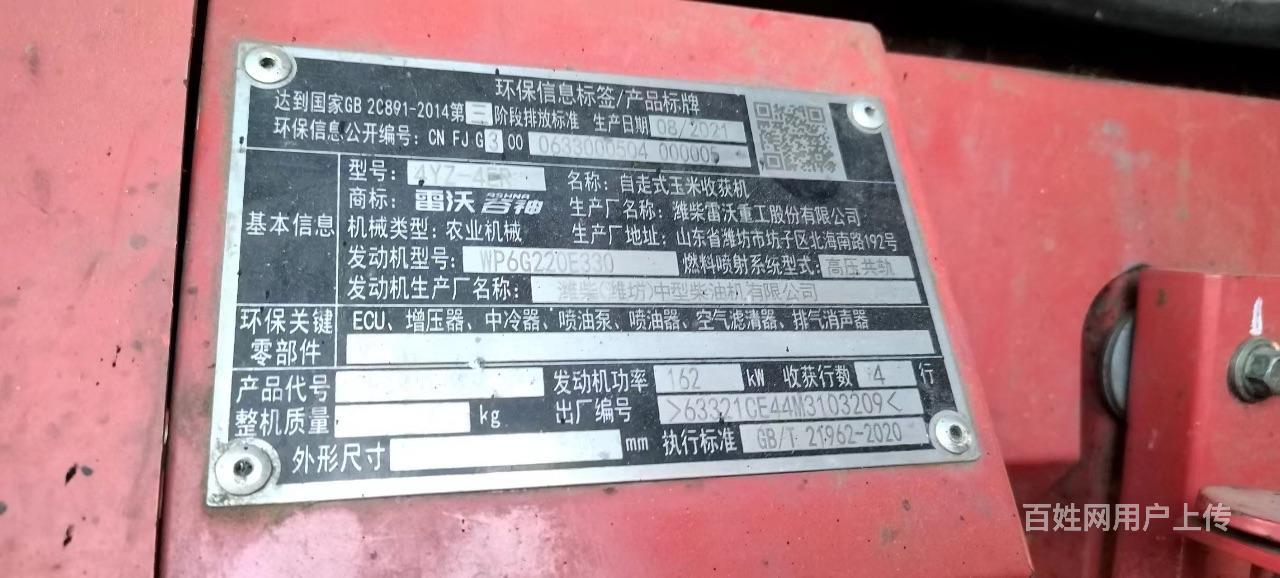 环保信息标签/产品标牌
达到国家GB 2C891-2014第三阶段排放标准 生产日期 08/2021
环保信息公开编号: CN FJ G3 00 0633000504 000005
基本信息
型号: 4YZ-4ER
名称: 自走式玉米收获机
商标: 雷沃 谷神
生产厂名称: 潍柴雷沃重工股份有限公司
机械类型: 农业机械
生产厂地址: 山东省潍坊市坊子区北海南路192号
发动机型号: WP6G220E330
燃料喷射系统型式: 高压共轨
发动机生产厂名称: 潍柴(潍坊)中型柴油机有限公司
环保关键零部件
ECU、增压器、中冷器、喷油泵、喷油器、空气滤清器、排气消声器
产品代号
发动机功率 162 kW 收获行数 4 行
整机质量 kg
出厂编号 >63321CE44M3103209<
外形尺寸 mm
执行标准 GB/T 21962-2020
百姓网用户上传